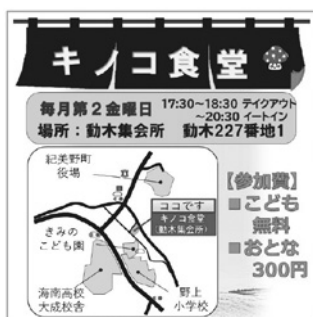 キノコ食堂
毎月第2金曜日 17:30～18:30 テイクアウト
～20:30 イートイン
場所：動木集会所 動木227番地1
紀美野町
役場
ココです
キノコ食堂
(動木集会所)
きみの
こども園
海南高校
大成校舎
野上
小学校
【参加費】
■こども
無料
■おとな
300円